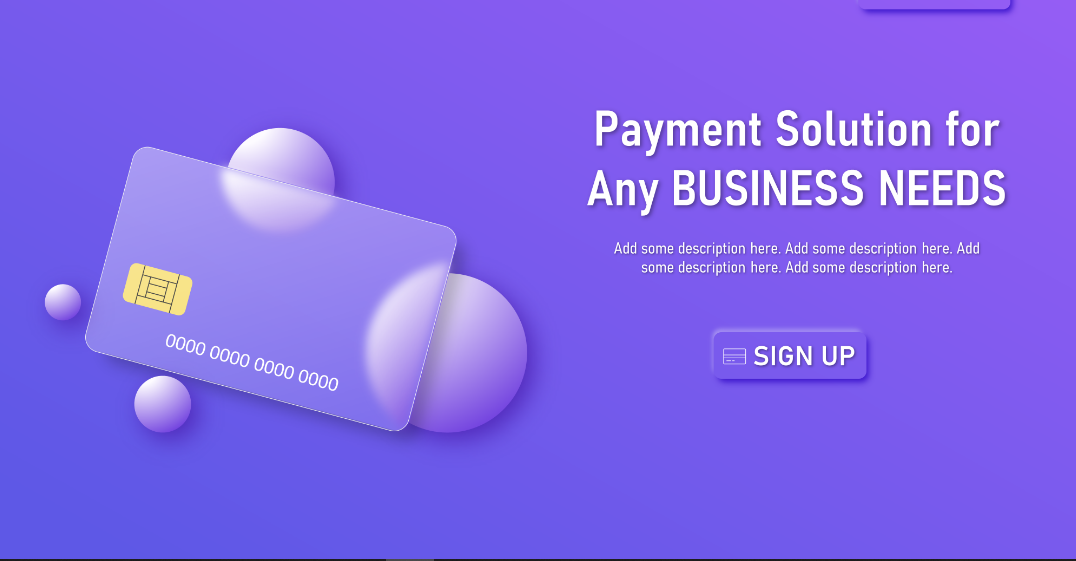 Payment Solution for
Any BUSINESS NEEDS
Add some description here. Add some description here. Add
some description here. Add some description here.
0000 0000 0000 0000
SIGN UP